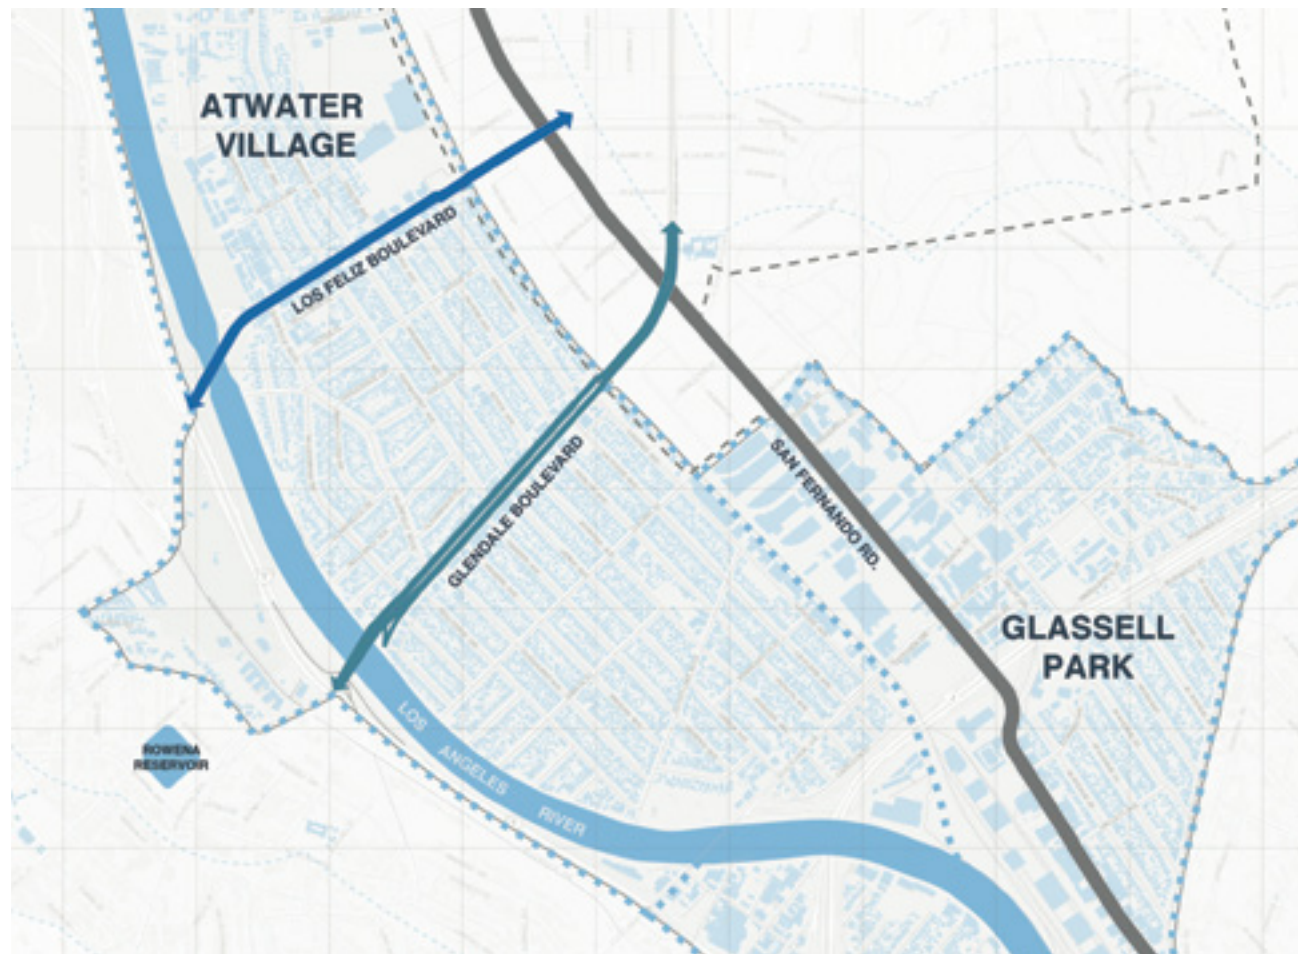 ATWATER
VILLAGE
LOS FELIZ BOULEVARD
GLENDALE BOULEVARD
SAN FERNANDO RD.
GLASSELL
PARK
ROWENA
RESERVOIR
LOS ANGELES RIVER